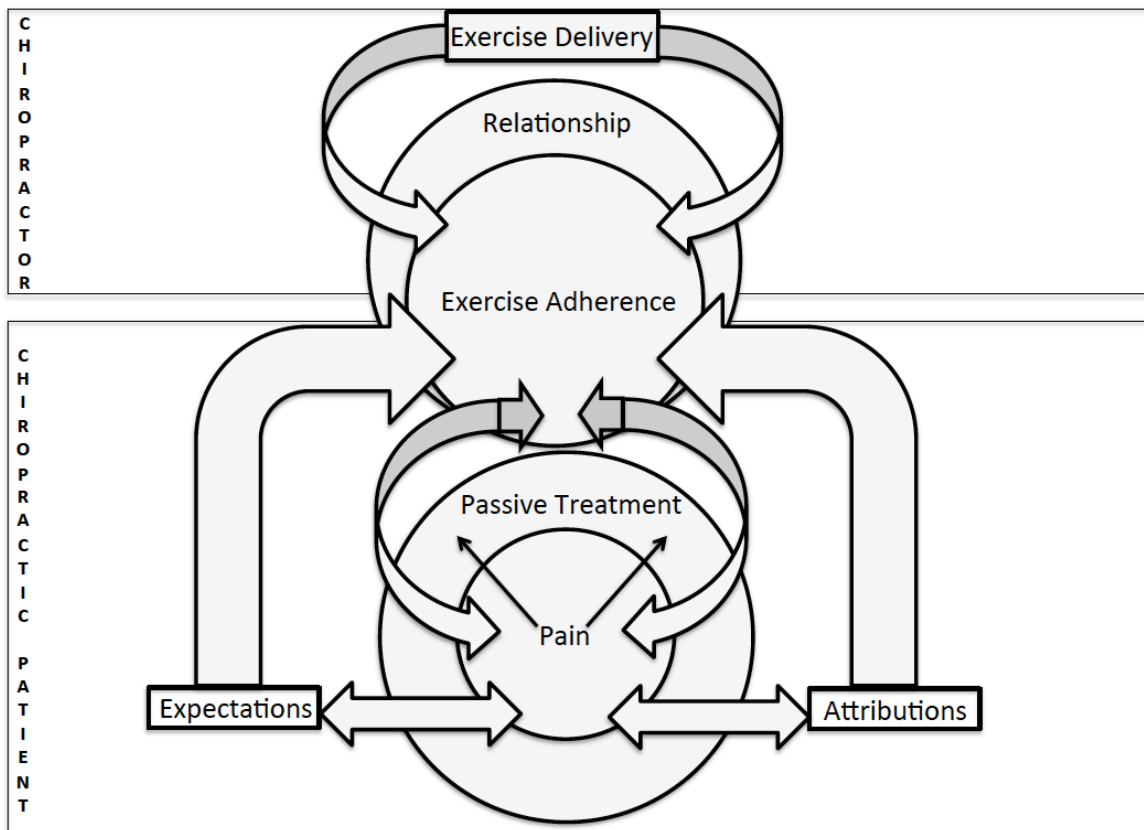 CHIROPRACTOR
Exercise Delivery
Relationship
Exercise Adherence
CHIROPRACTIC PATIENT
Passive Treatment
Pain
Expectations
Attributions